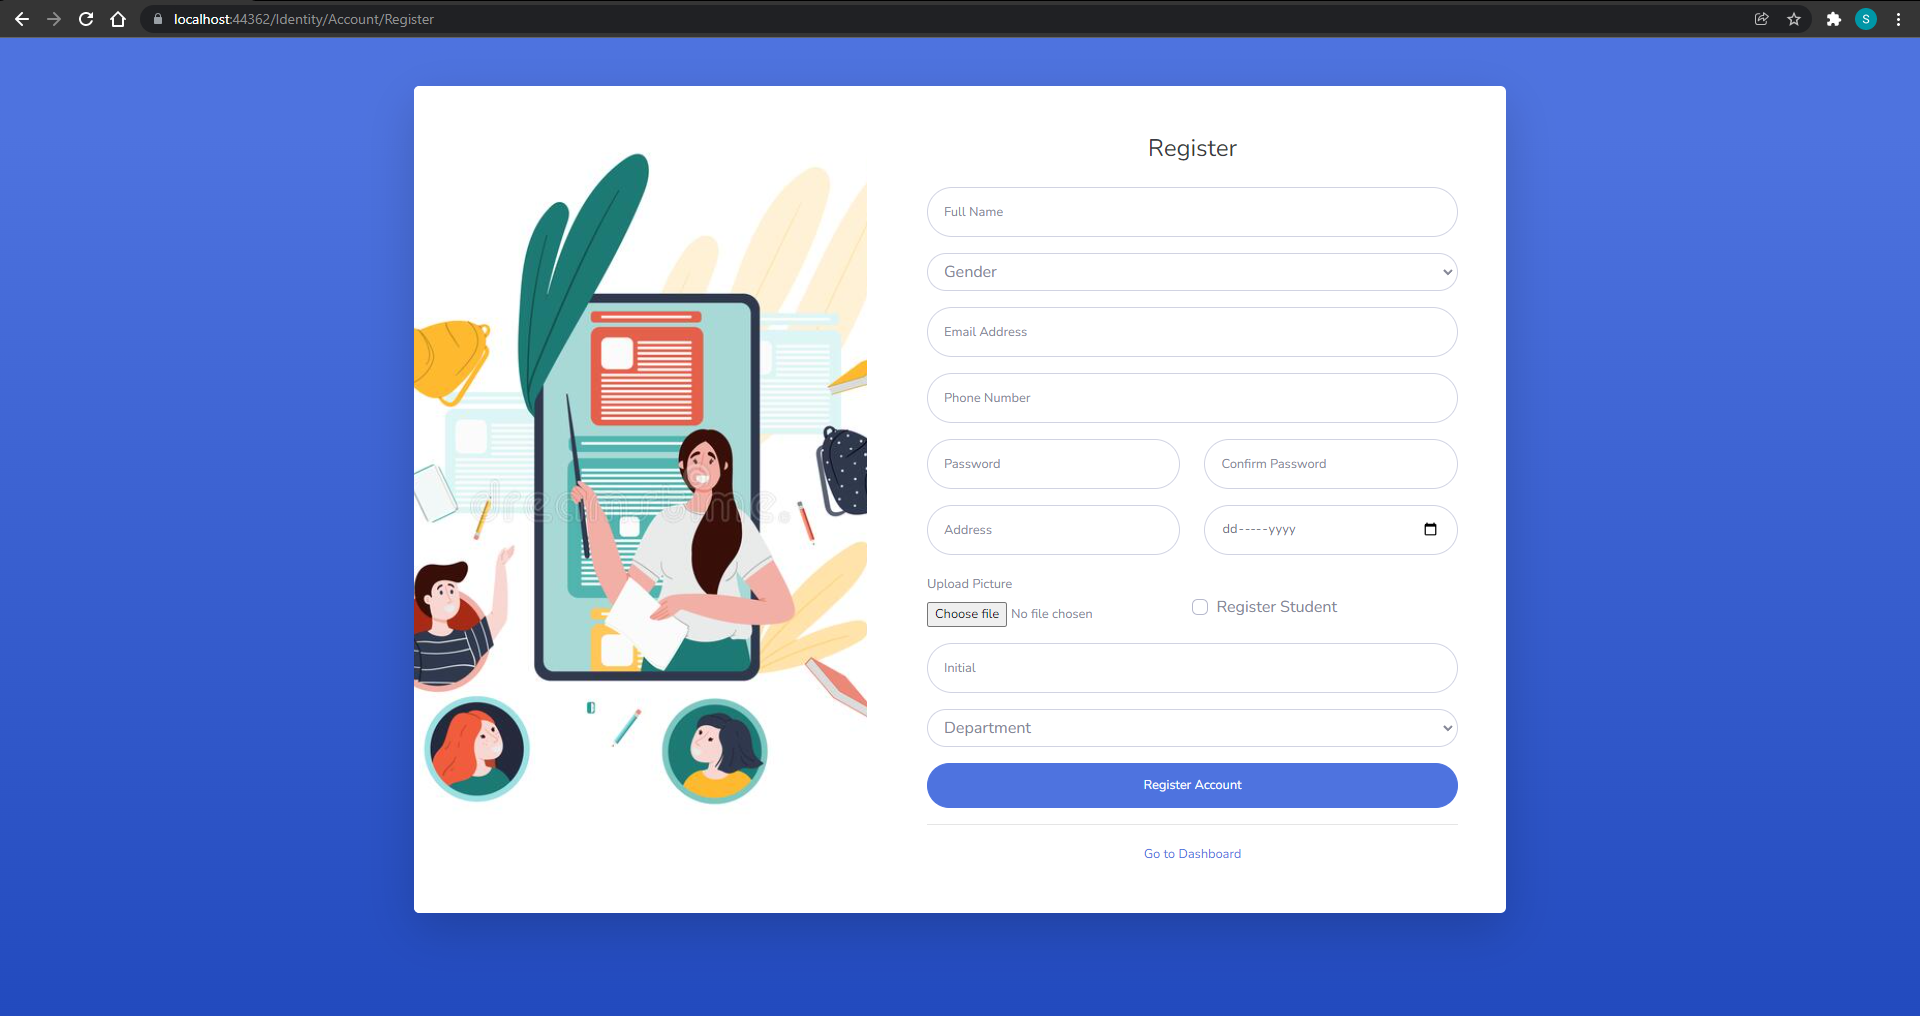 localhost:44362/Identity/Account/Register
S
Register
Full Name
Gender
Email Address
Phone Number
Password
Confirm Password
Address
dd-----yyyy
Upload Picture
Choose file No file chosen
Register Student
Initial
Department
Register Account
Go to Dashboard
dreamstime.